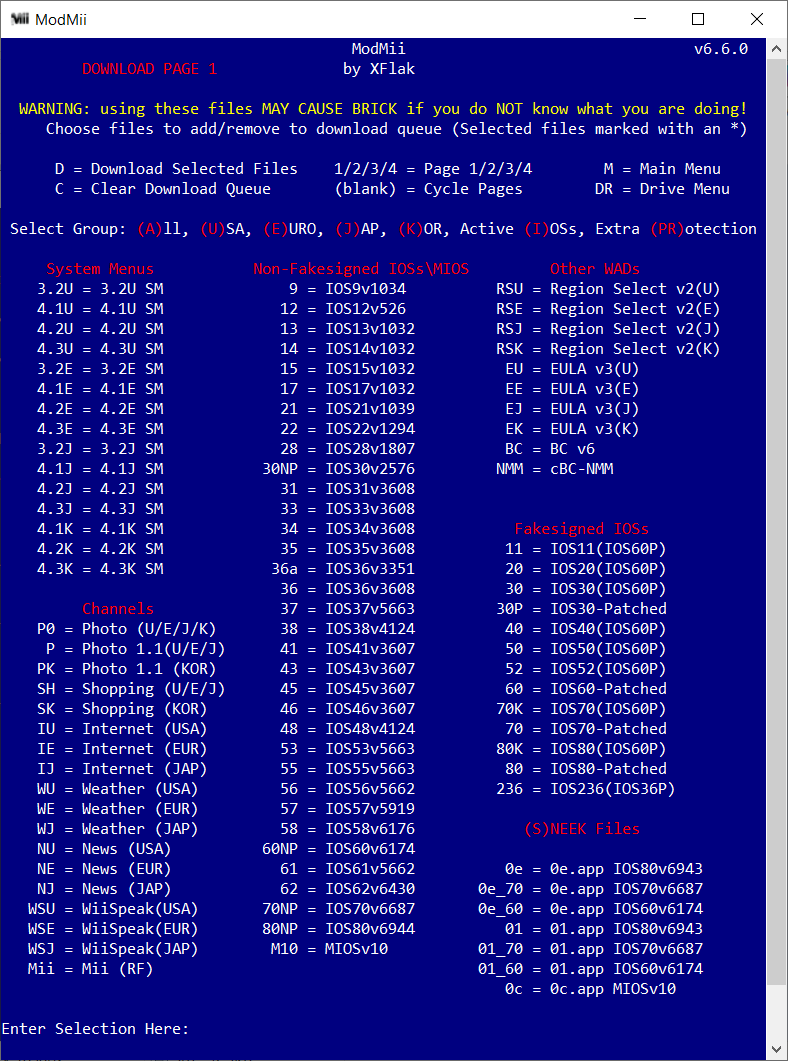 Mii ModMii
ModMii v6.6.0
DOWNLOAD PAGE 1 by XFlak
WARNING: using these files MAY CAUSE BRICK if you do NOT know what you are doing!
Choose files to add/remove to download queue (Selected files marked with an *)
D = Download Selected Files 1/2/3/4 = Page 1/2/3/4 M = Main Menu
C = Clear Download Queue (blank) = Cycle Pages DR = Drive Menu
Select Group: (A)ll, (U)SA, (E)URO, (J)AP, (K)OR, Active (I)OSs, Extra (PR)otection
System Menus Non-Fakesigned IOSs\MIOS Other WADs
3.2U = 3.2U SM 9 = IOS9v1034 RSU = Region Select v2(U)
4.1U = 4.1U SM 12 = IOS12v526 RSE = Region Select v2(E)
4.2U = 4.2U SM 13 = IOS13v1032 RSJ = Region Select v2(J)
4.3U = 4.3U SM 14 = IOS14v1032 RSK = Region Select v2(K)
3.2E = 3.2E SM 15 = IOS15v1032 EU = EULA v3(U)
4.1E = 4.1E SM 17 = IOS17v1032 EE = EULA v3(E)
4.2E = 4.2E SM 21 = IOS21v1039 EJ = EULA v3(J)
4.3E = 4.3E SM 22 = IOS22v1294 EK = EULA v3(K)
3.2J = 3.2J SM 28 = IOS28v1807 BC = BC v6
4.1J = 4.1J SM 30NP = IOS30v2576 NMM = cBC-NMM
4.2J = 4.2J SM 31 = IOS31v3608
4.3J = 4.3J SM 33 = IOS33v3608
4.1K = 4.1K SM 34 = IOS34v3608 Fakesigned IOSs
4.2K = 4.2K SM 35 = IOS35v3608 11 = IOS11(IOS60P)
4.3K = 4.3K SM 36a = IOS36v3351 20 = IOS20(IOS60P)
36 = IOS36v3608 30 = IOS30(IOS60P)
Channels 37 = IOS37v5663 30P = IOS30-Patched
P0 = Photo (U/E/J/K) 38 = IOS38v4124 40 = IOS40(IOS60P)
P = Photo 1.1(U/E/J) 41 = IOS41v3607 50 = IOS50(IOS60P)
PK = Photo 1.1 (KOR) 43 = IOS43v3607 52 = IOS52(IOS60P)
SH = Shopping (U/E/J) 45 = IOS45v3607 60 = IOS60-Patched
SK = Shopping (KOR) 46 = IOS46v3607 70K = IOS70(IOS60P)
IU = Internet (USA) 48 = IOS48v4124 70 = IOS70-Patched
IE = Internet (EUR) 53 = IOS53v5663 80K = IOS80(IOS60P)
IJ = Internet (JAP) 55 = IOS55v5663 80 = IOS80-Patched
WU = Weather (USA) 56 = IOS56v5662 236 = IOS236(IOS36P)
WE = Weather (EUR) 57 = IOS57v5919
WJ = Weather (JAP) 58 = IOS58v6176 (S)NEEK Files
NU = News (USA) 60NP = IOS60v6174
NE = News (EUR) 61 = IOS61v5662 0e = 0e.app IOS80v6943
NJ = News (JAP) 62 = IOS62v6430 0e_70 = 0e.app IOS70v6687
WSU = WiiSpeak(USA) 70NP = IOS70v6687 0e_60 = 0e.app IOS60v6174
WSE = WiiSpeak(EUR) 80NP = IOS80v6944 01 = 01.app IOS80v6943
WSJ = WiiSpeak(JAP) M10 = MIOSv10 01_70 = 01.app IOS70v6687
Mii = Mii (RF) 01_60 = 01.app IOS60v6174
0c = 0c.app MIOSv10
Enter Selection Here: